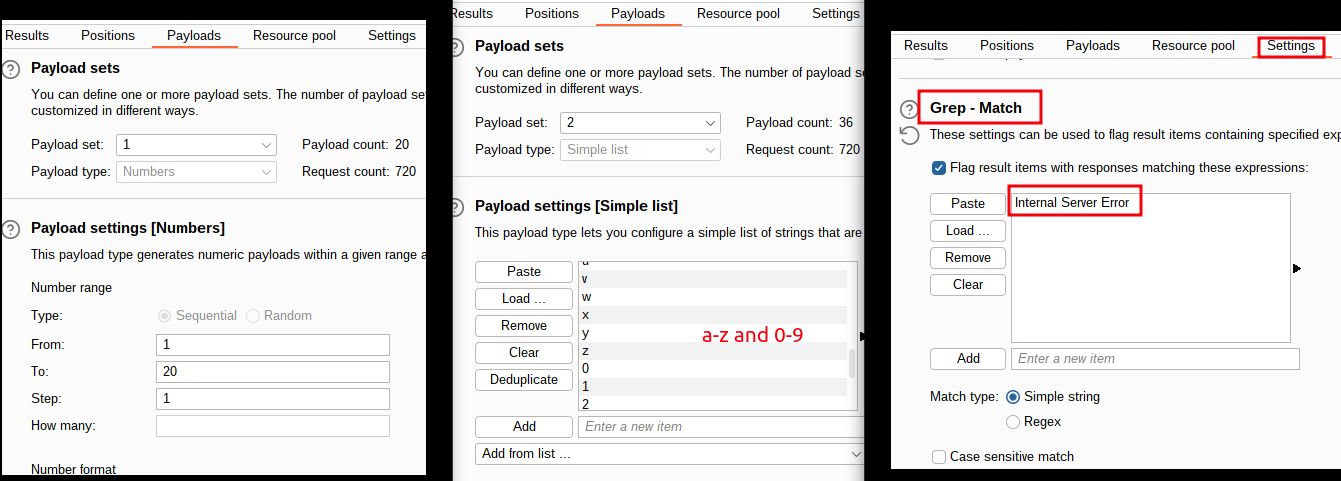 Results Positions Payloads Resource pool Settings
Payload sets
You can define one or more payload sets. The number of payload se
customized in different ways.
Payload set: 1 Payload count: 20
Payload type: Numbers Request count: 720
Payload settings [Numbers]
This payload type generates numeric payloads within a given range a
Number range
Type: Sequential Random
From: 1
To: 20
Step: 1
How many:
Number format
Results Positions Payloads Resource pool Settings
Payload sets
You can define one or more payload sets. The number of payload se
customized in different ways.
Payload set: 2 Payload count: 36
Payload type: Simple list Request count: 720
Payload settings [Simple list]
This payload type lets you configure a simple list of strings that are
Paste
Load ...
Remove
Clear
Deduplicate
v
w
x
y
z
0
1
2
a-z and 0-9
Add Enter a new item
Add from list ...
Results Positions Payloads Resource pool Settings
Grep - Match
These settings can be used to flag result items containing specified exp
Flag result items with responses matching these expressions:
Paste Internal Server Error
Load ...
Remove
Clear
Add Enter a new item
Match type: Simple string
Regex
Case sensitive match